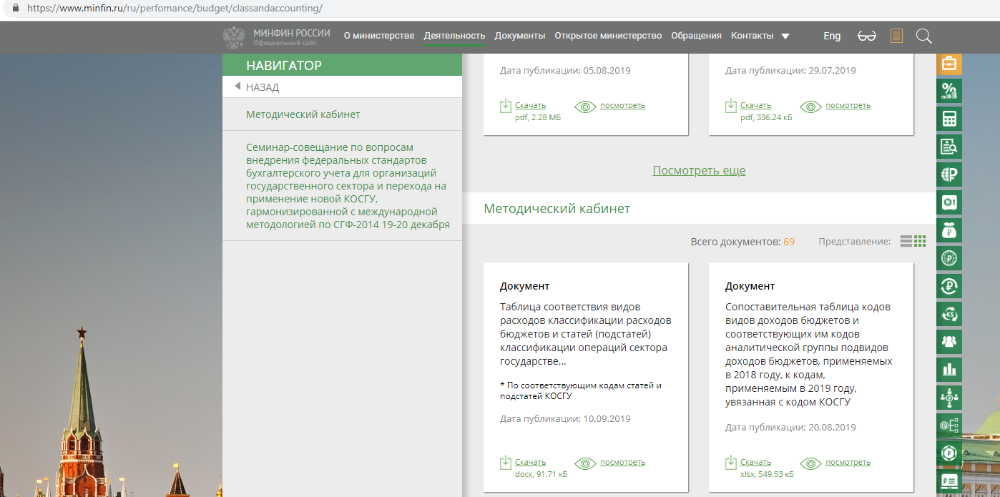 https://www.minfin.ru/ru/perfomance/budget/classandaccounting/
МИНФИН РОССИИ
Официальный сайт
О министерстве Деятельность Документы Открытое министерство Обращения Контакты
Eng
НАВИГАТОР
НАЗАД
Методический кабинет
Семинар-совещание по вопросам
внедрения федеральных стандартов
бухгалтерского учета для организаций
государственного сектора и перехода на
применение новой КОСГУ,
гармонизированной с международной
методологией по СГФ-2014 19-20 декабря
Дата публикации: 05.08.2019
Скачать
pdf, 2.28 МБ
посмотреть
Дата публикации: 29.07.2019
Скачать
pdf, 336.24 кБ
посмотреть
Посмотреть еще
Методический кабинет
Всего документов: 69
Представление:
Документ
Таблица соответствия видов
расходов классификации расходов
бюджетов и статей (подстатей)
классификации операций сектора
государстве...
* По соответствующим кодам статей и
подстатей КОСГУ
Дата публикации: 10.09.2019
Скачать
docx, 91.71 кБ
посмотреть
Документ
Сопоставительная таблица кодов
видов доходов бюджетов и
соответствующих им кодов
аналитической группы подвидов
доходов бюджетов, применяемых
в 2018 году, к кодам,
применяемым в 2019 году,
увязанная с кодом КОСГУ
Дата публикации: 20.08.2019
Скачать
xlsx, 549.53 кБ
посмотреть